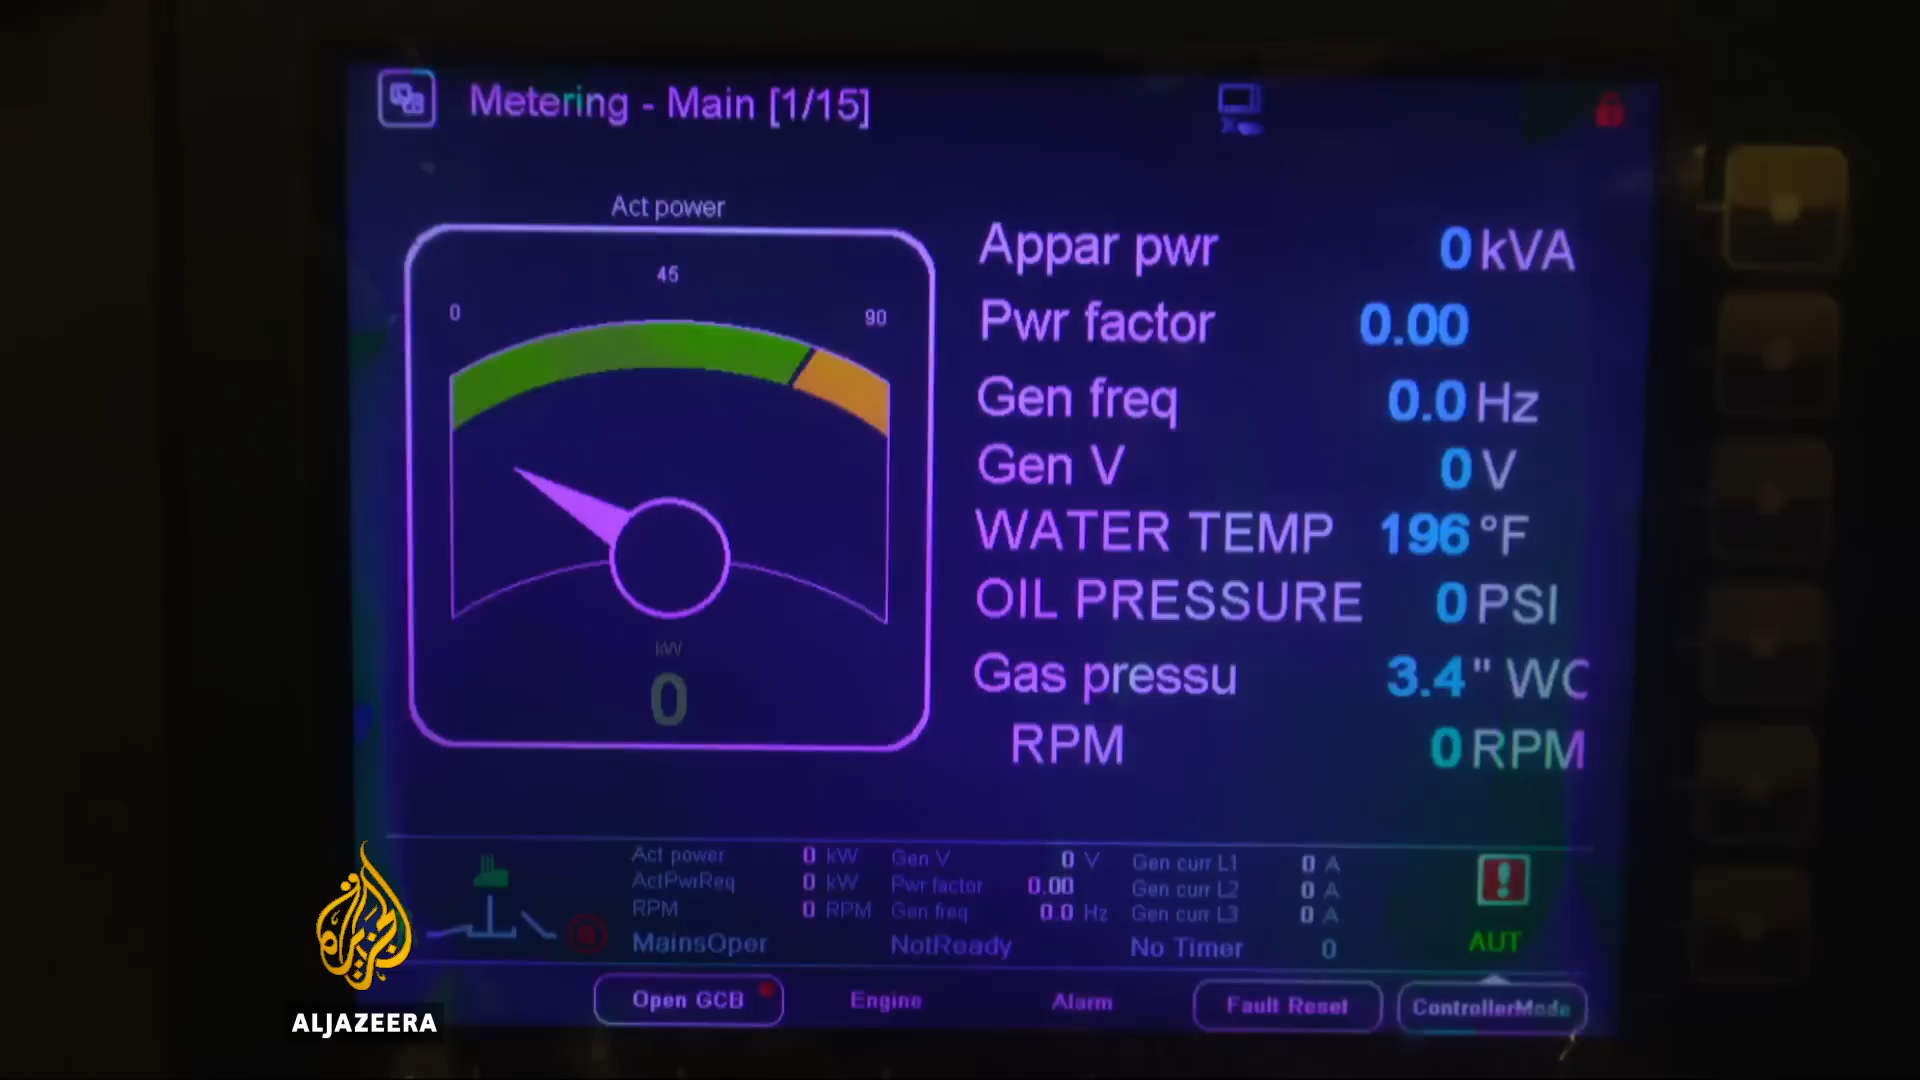 Metering - Main [1/15]
Act power
0
45
90
kW
0
Appar pwr 0 kVA
Pwr factor 0.00
Gen freq 0.0 Hz
Gen V 0 V
WATER TEMP 196 °F
OIL PRESSURE 0 PSI
Gas pressu 3.4 " WC
RPM 0 RPM
Act power 0 kW Gen V 0 V Gen curr L1 0 A
ActPwrReq 0 kW Pwr factor 0.00 Gen curr L2 0 A
RPM 0 RPM Gen freq 0.0 Hz Gen curr L3 0 A
MainsOper NotReady No Timer 0
AUT
Open GCB Engine Alarm Fault Reset ControllerMode
الجزيرة
ALJAZEERA